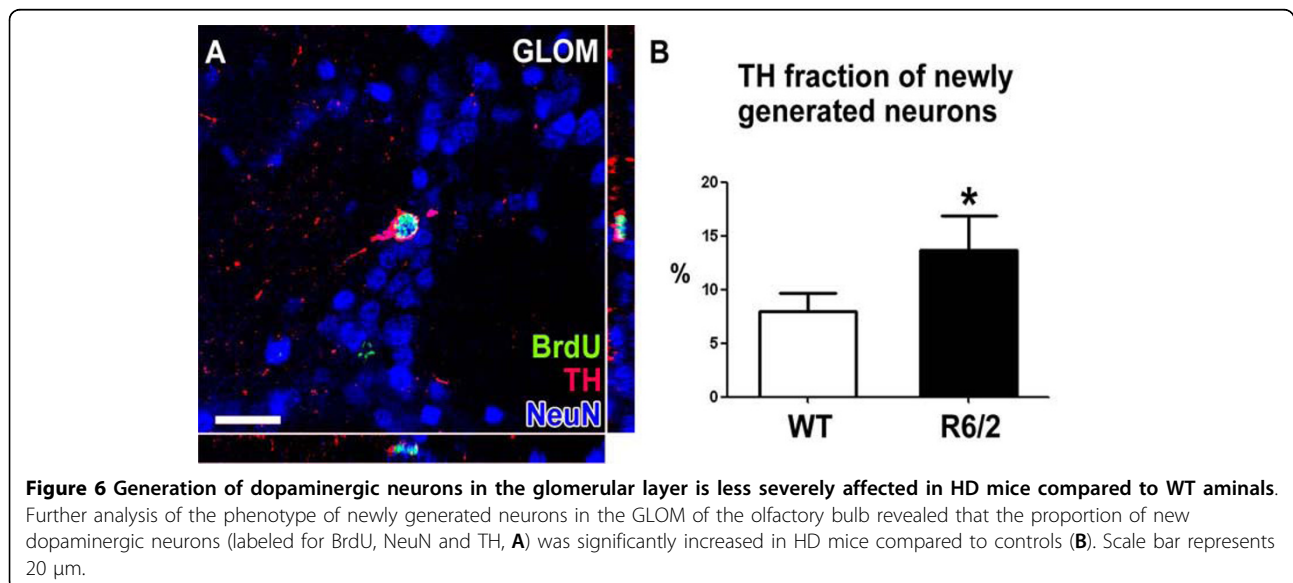 A
GLOM
BrdU
TH
NeuN
B
TH fraction of newly
generated neurons
20
15
10
5
0
%
*
WT
R6/2
Figure 6 Generation of dopaminergic neurons in the glomerular layer is less severely affected in HD mice compared to WT aminals.
Further analysis of the phenotype of newly generated neurons in the GLOM of the olfactory bulb revealed that the proportion of new
dopaminergic neurons (labeled for BrdU, NeuN and TH, A) was significantly increased in HD mice compared to controls (B). Scale bar represents
20 μm.